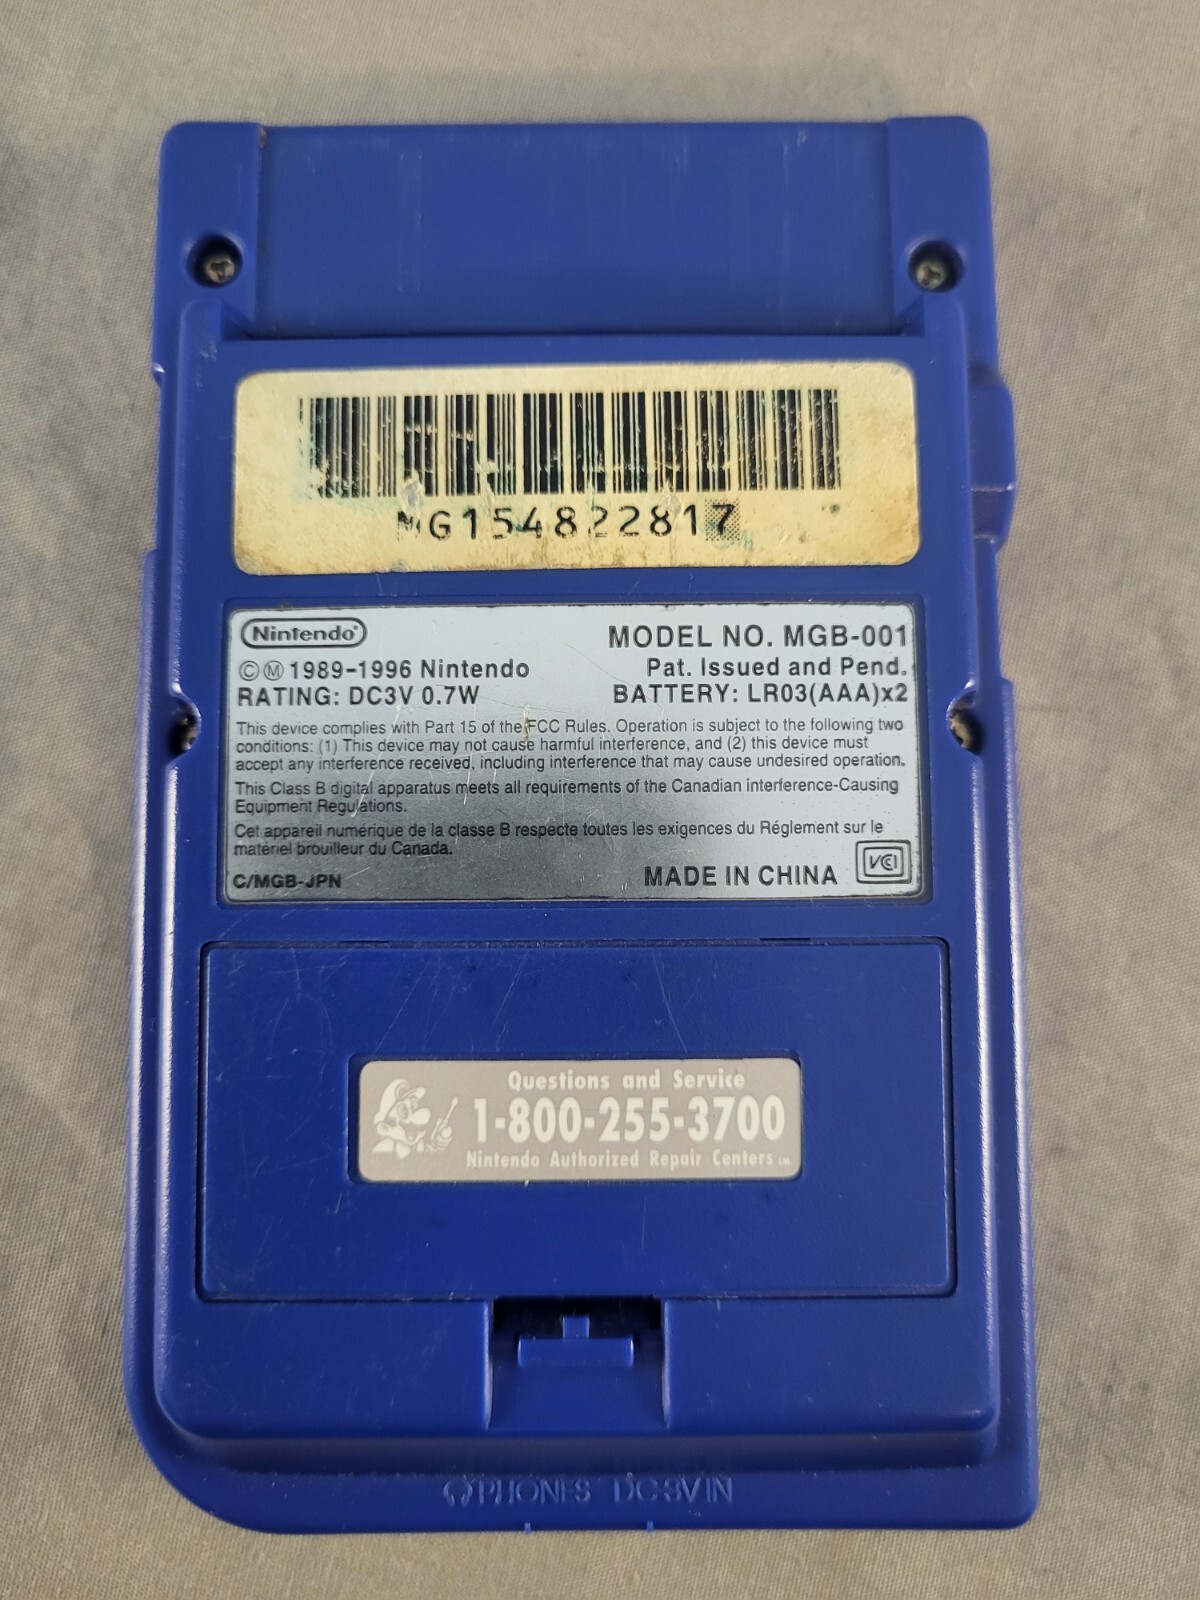 MG154822817
Nintendo®
MODEL NO. MGB-001
©Ⓜ 1989-1996 Nintendo
Pat. Issued and Pend.
RATING: DC3V 0.7W
BATTERY: LR03(AAA)x2
This device complies with Part 15 of the FCC Rules. Operation is subject to the following two
conditions: (1) This device may not cause harmful interference, and (2) this device must
accept any interference received, including interference that may cause undesired operation.
This Class B digital apparatus meets all requirements of the Canadian interference-Causing
Equipment Regulations.
Cet appareil numérique de la classe B respecte toutes les exigences du Réglement sur le
matériel brouilleur du Canada.
C/MGB-JPN
MADE IN CHINA
VCI
Questions and Service
1-800-255-3700
Nintendo Authorized Repair Centers SM
PHONES DC3V IN